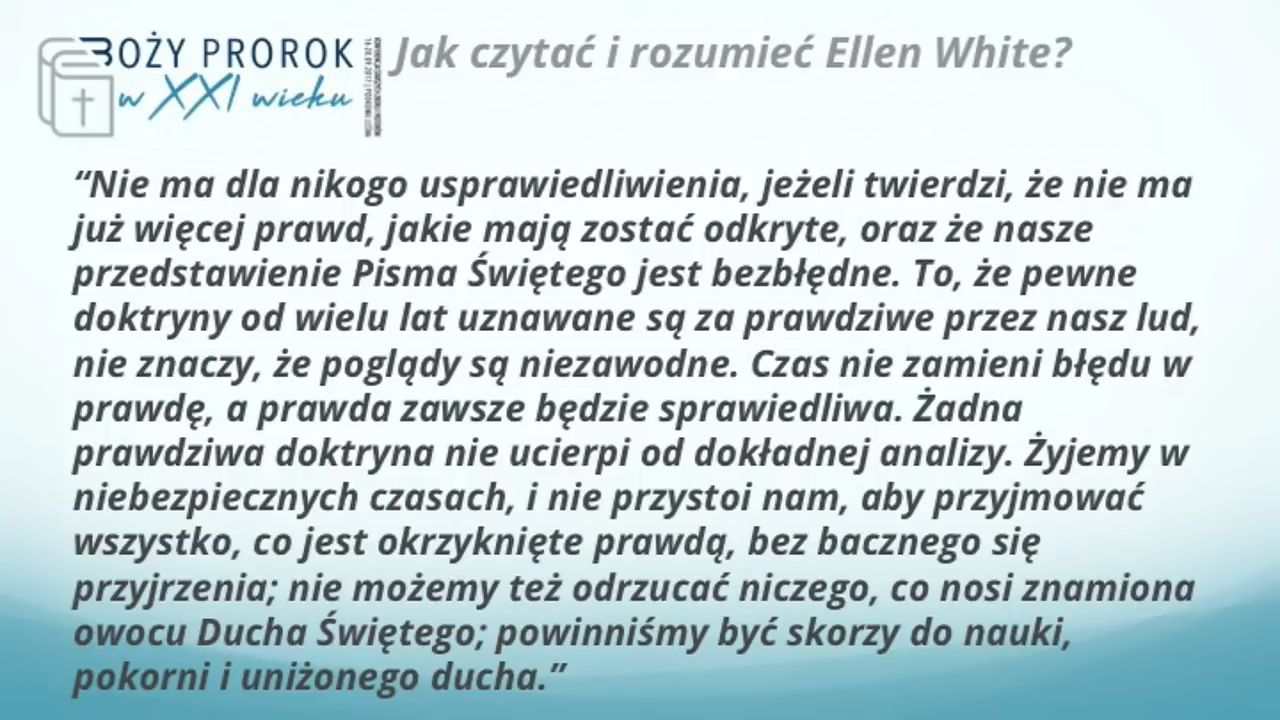 BOŻY PROROK
w XXI wieku
Jak czytać i rozumieć Ellen White?
“Nie ma dla nikogo usprawiedliwienia, jeżeli twierdzi, że nie ma
już więcej prawd, jakie mają zostać odkryte, oraz że nasze
przedstawienie Pisma Świętego jest bezbłędne. To, że pewne
doktryny od wielu lat uznawane są za prawdziwe przez nasz lud,
nie znaczy, że poglądy są niezawodne. Czas nie zamieni błędu w
prawdę, a prawda zawsze będzie sprawiedliwa. Żadna
prawdziwa doktryna nie ucierpi od dokładnej analizy. Żyjemy w
niebezpiecznych czasach, i nie przystoi nam, aby przyjmować
wszystko, co jest okrzyknięte prawdą, bez bacznego się
przyjrzenia; nie możemy też odrzucać niczego, co nosi znamiona
owocu Ducha Świętego; powinniśmy być skorzy do nauki,
pokorni i uniżonego ducha.”